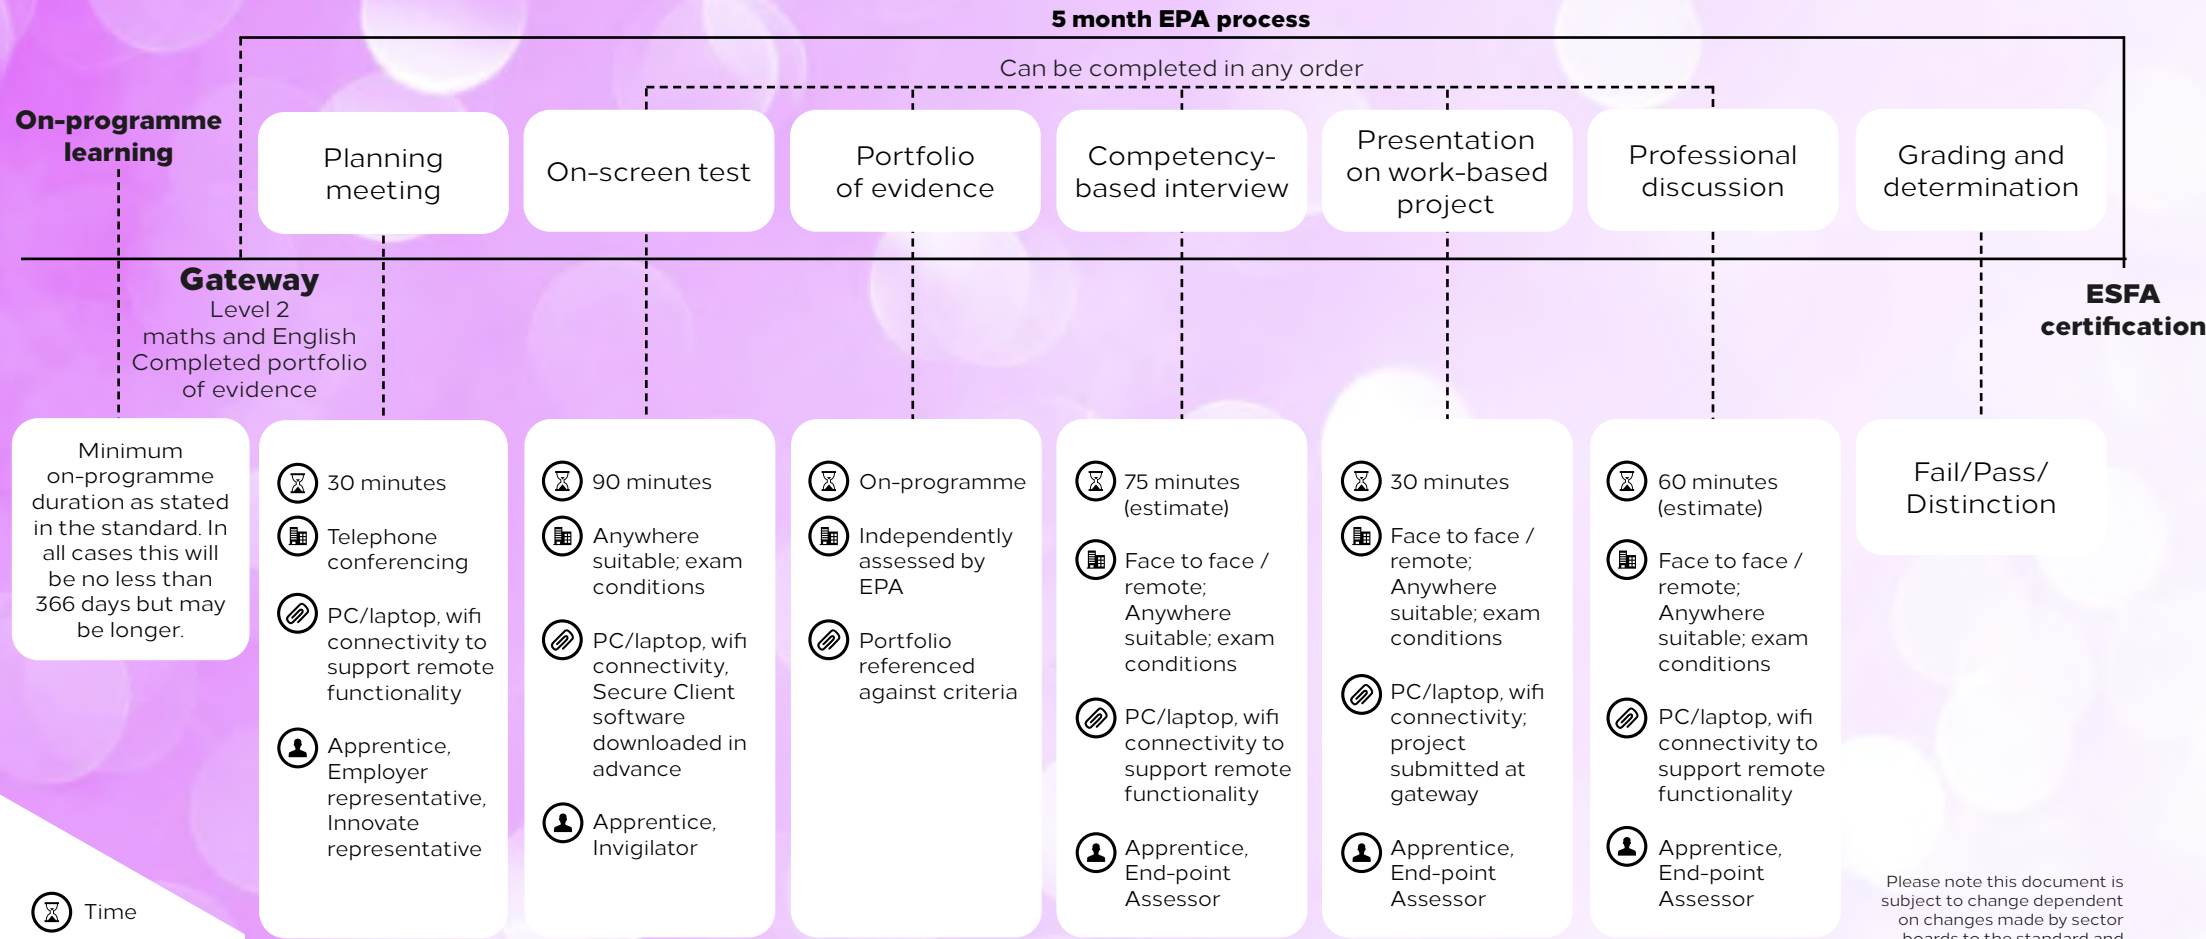 5 month EPA process
Can be completed in any order
On-programme
learning
Planning
meeting
On-screen test
Portfolio
of evidence
Competency-
based interview
Presentation
on work-based
project
Professional
discussion
Grading and
determination
Gateway
Level 2
maths and English
Completed portfolio
of evidence
ESFA
certification
Minimum
on-programme
duration as stated
in the standard. In
all cases this will
be no less than
366 days but may
be longer.
30 minutes
Telephone
conferencing
PC/laptop, wifi
connectivity to
support remote
functionality
Apprentice,
Employer
representative,
Innovate
representative
90 minutes
Anywhere
suitable; exam
conditions
PC/laptop, wifi
connectivity,
Secure Client
software
downloaded in
advance
Apprentice,
Invigilator
On-programme
Independently
assessed by
EPA
Portfolio
referenced
against criteria
75 minutes
(estimate)
Face to face /
remote;
Anywhere
suitable; exam
conditions
PC/laptop, wifi
connectivity to
support remote
functionality
Apprentice,
End-point
Assessor
30 minutes
Face to face /
remote;
Anywhere
suitable; exam
conditions
PC/laptop, wifi
connectivity;
project
submitted at
gateway
Apprentice,
End-point
Assessor
60 minutes
(estimate)
Face to face /
remote;
Anywhere
suitable; exam
conditions
PC/laptop, wifi
connectivity to
support remote
functionality
Apprentice,
End-point
Assessor
Fail/Pass/
Distinction
Time
Please note this document is
subject to change dependent
on changes made by sector
boards to the standard and